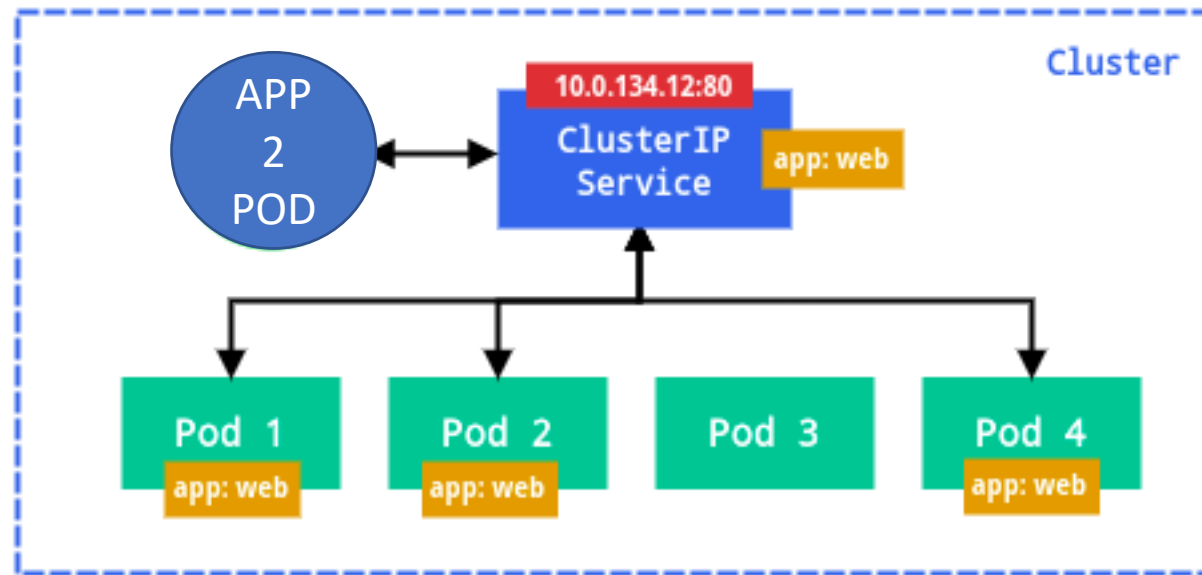 Cluster
APP
2
POD
10.0.134.12:80
ClusterIP
Service
app: web
Pod 1
app: web
Pod 2
app: web
Pod 3
Pod 4
app: web